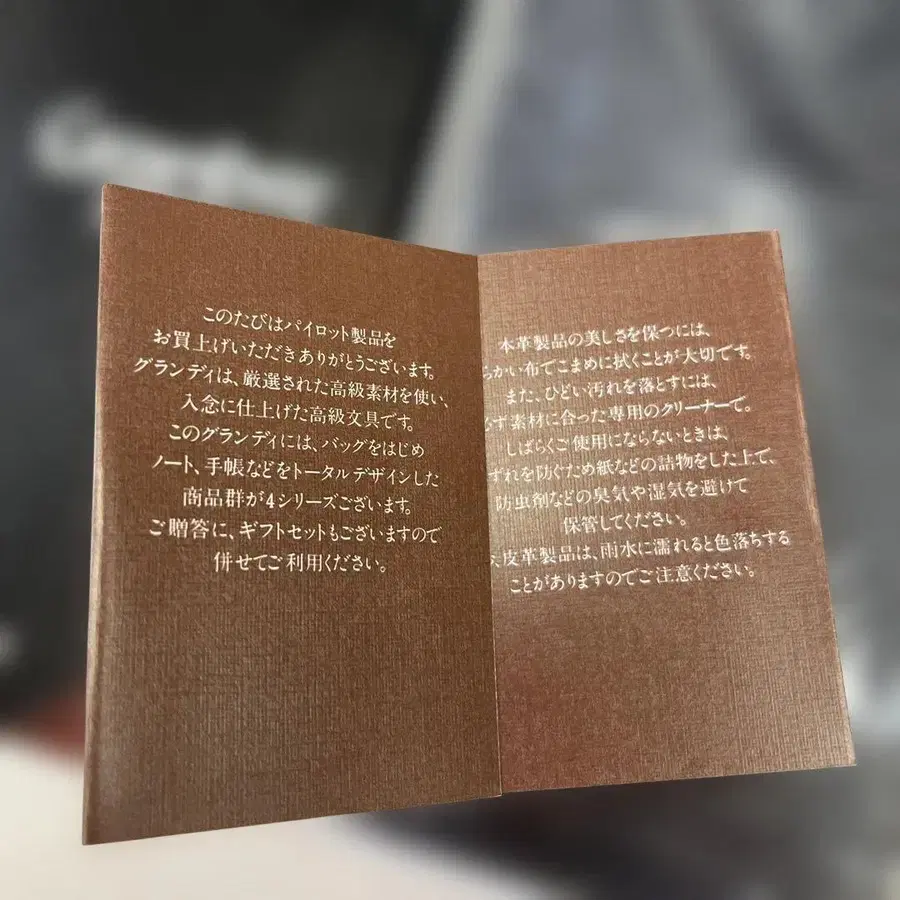 このたびはパイロット製品を
お買上げいただきありがとうございます。
グランディは、厳選された高級素材を使い、
入念に仕上げた高級文具です。
このグランディには、バッグをはじめ
ノート、手帳などをトータルデザインした
商品群が4シリーズございます。
ご贈答に、ギフトセットもございますので
併せてご利用ください。
本革製品の美しさを保つには、
らかい布でこまめに拭くことが大切です。
また、ひどい汚れを落とすには、
ず素材に合った専用のクリーナーで。
しばらくご使用にならないときは、
ずれを防ぐため紙などの詰物をした上で、
防虫剤などの臭気や湿気を避けて
保管してください。
皮革製品は、雨水に濡れると色落ちする
ことがありますのでご注意ください。